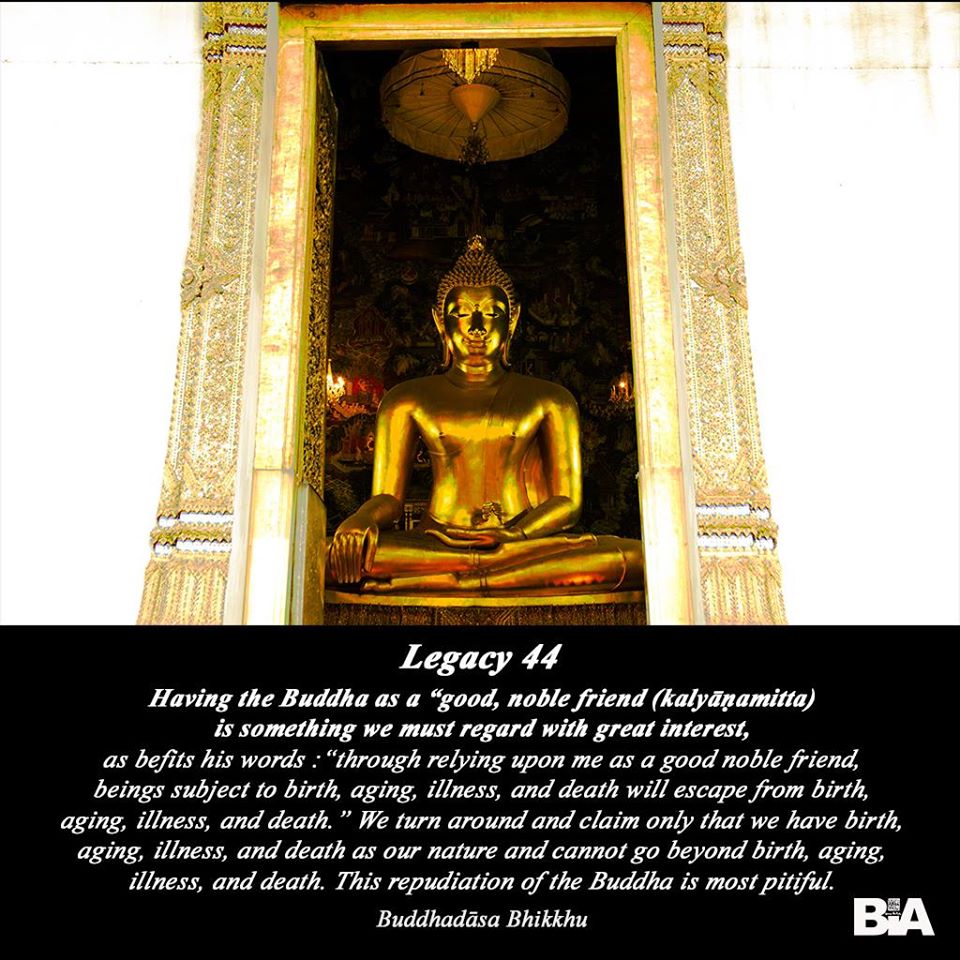 Legacy 44
Having the Buddha as a “good, noble friend (kalyāṇamitta)
is something we must regard with great interest,
as befits his words : “through relying upon me as a good noble friend,
beings subject to birth, aging, illness, and death will escape from birth,
aging, illness, and death.” We turn around and claim only that we have birth,
aging, illness, and death as our nature and cannot go beyond birth, aging,
illness, and death. This repudiation of the Buddha is most pitiful.
Buddhadāsa Bhikkhu
BIA